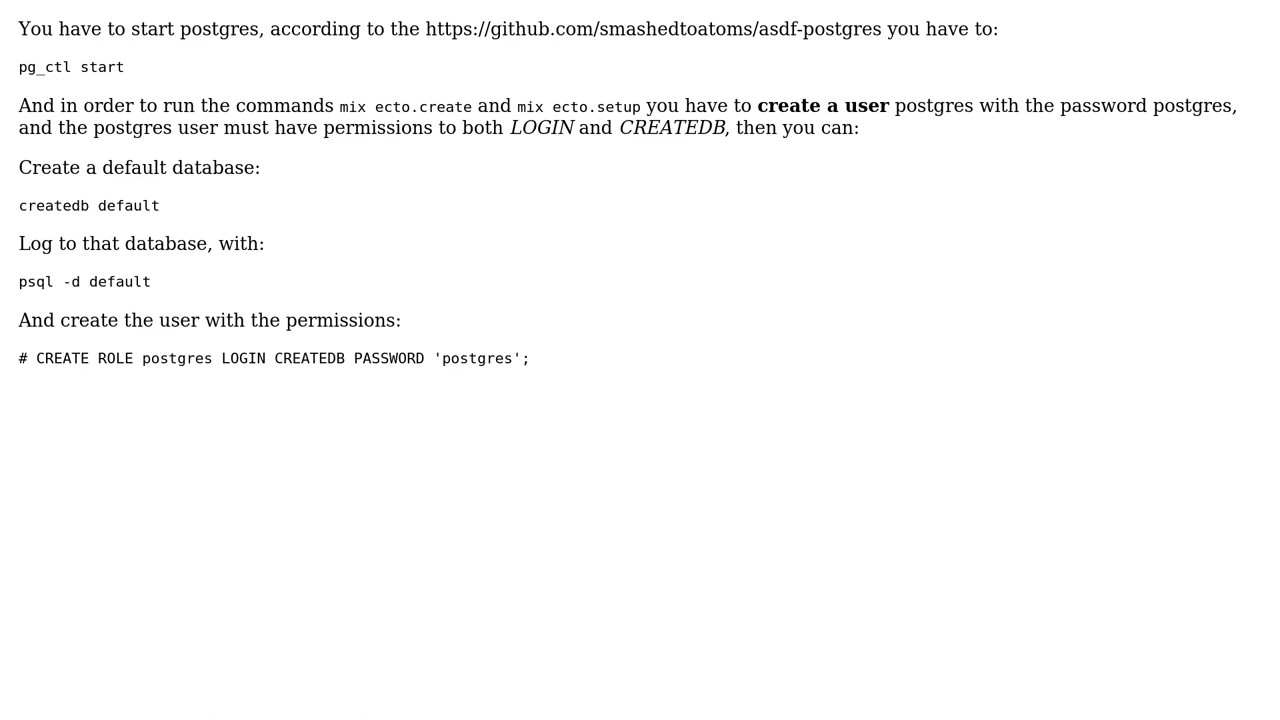 You have to start postgres, according to the https://github.com/smashedtoatoms/asdf-postgres you have to:
pg_ctl start
And in order to run the commands mix ecto.create and mix ecto.setup you have to create a user postgres with the password postgres,
and the postgres user must have permissions to both LOGIN and CREATEDB, then you can:
Create a default database:
createdb default
Log to that database, with:
psql -d default
And create the user with the permissions:
# CREATE ROLE postgres LOGIN CREATEDB PASSWORD 'postgres';